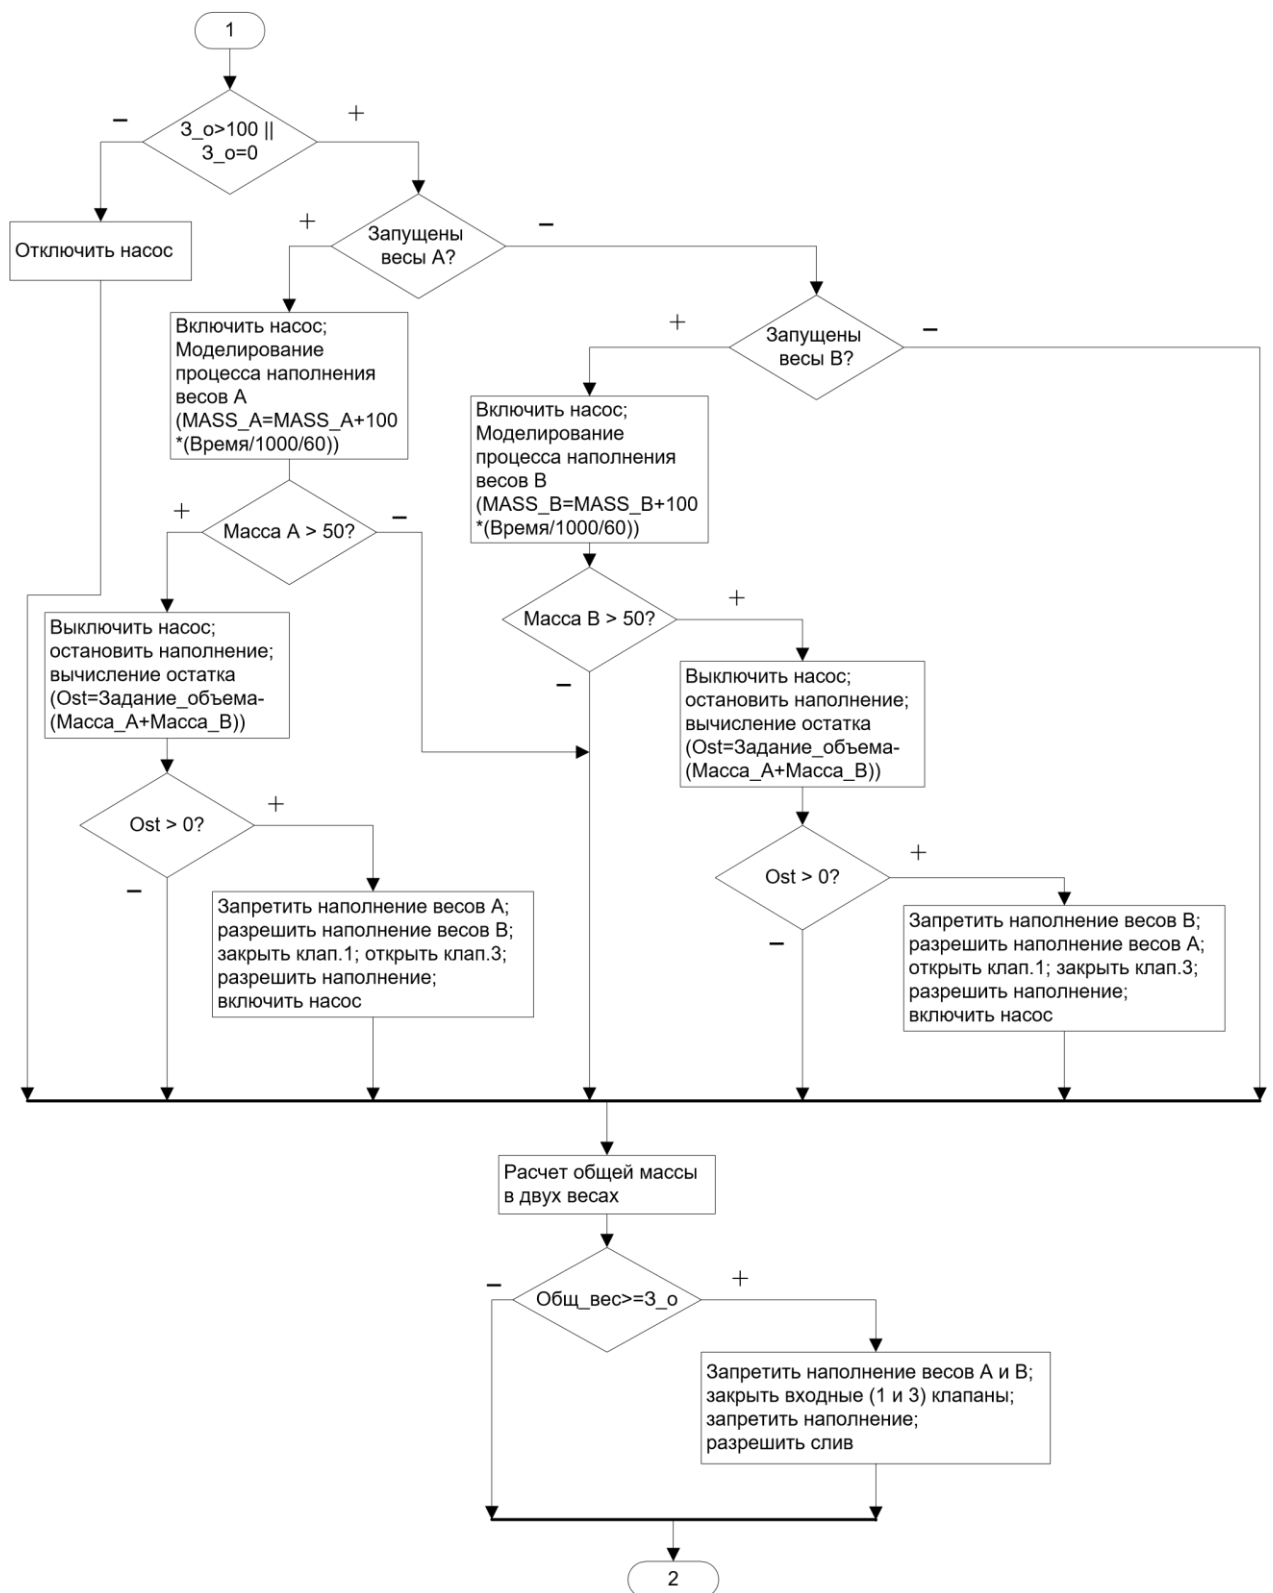 1
–
+
З_о>100 ||
З_о=0
Отключить насос
+
–
Запущены
весы А?
Включить насос;
Моделирование
процесса наполнения
весов А
(MASS_A=MASS_A+100
*(Время/1000/60))
+
–
Запущены
весы В?
Включить насос;
Моделирование
процесса наполнения
весов В
(MASS_B=MASS_B+100
*(Время/1000/60))
+
–
Масса А > 50?
+
–
Масса В > 50?
Выключить насос;
остановить наполнение;
вычисление остатка
(Ost=Задание_объема-
(Масса_А+Масса_В))
Выключить насос;
остановить наполнение;
вычисление остатка
(Ost=Задание_объема-
(Масса_А+Масса_В))
+
–
Ost > 0?
+
–
Ost > 0?
Запретить наполнение весов А;
разрешить наполнение весов В;
закрыть клап.1; открыть клап.3;
разрешить наполнение;
включить насос
Запретить наполнение весов В;
разрешить наполнение весов А;
открыть клап.1; закрыть клап.3;
разрешить наполнение;
включить насос
Расчет общей массы
в двух весах
–
+
Общ_вес>=З_о
Запретить наполнение весов А и В;
закрыть входные (1 и 3) клапаны;
запретить наполнение;
разрешить слив
2